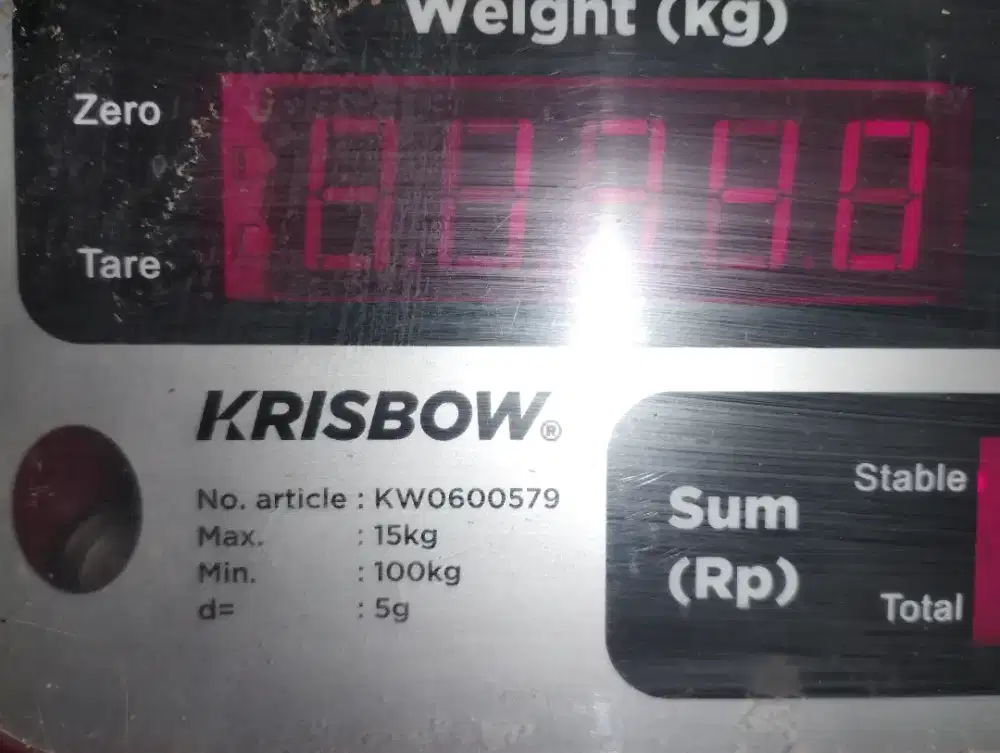 Weight (kg)
Zero
Tare
KRISBOW®
No. article : KW0600579
Max. : 15kg
Min. : 100kg
d= : 5g
Sum
(Rp)
Stable
Total